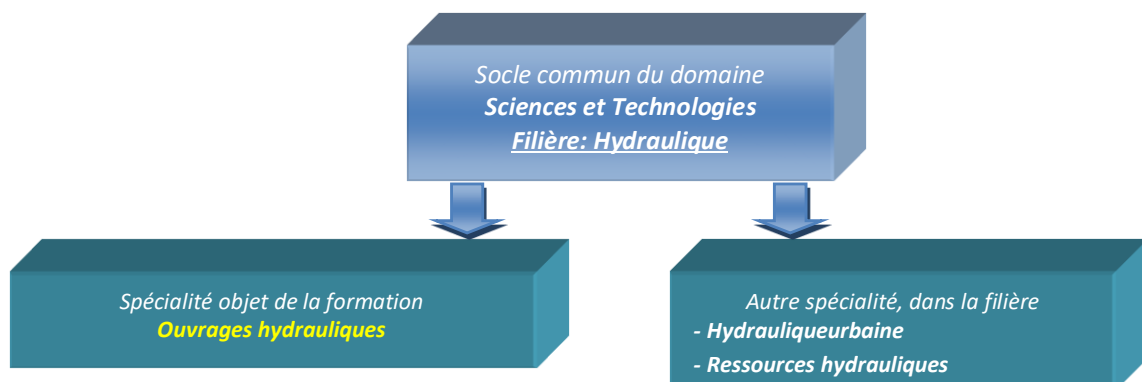 Socle commun du domaine
Sciences et Technologies
Filière: Hydraulique
Spécialité objet de la formation
Ouvrages hydrauliques
Autre spécialité, dans la filière
- Hydrauliqueurbaine
- Ressources hydrauliques